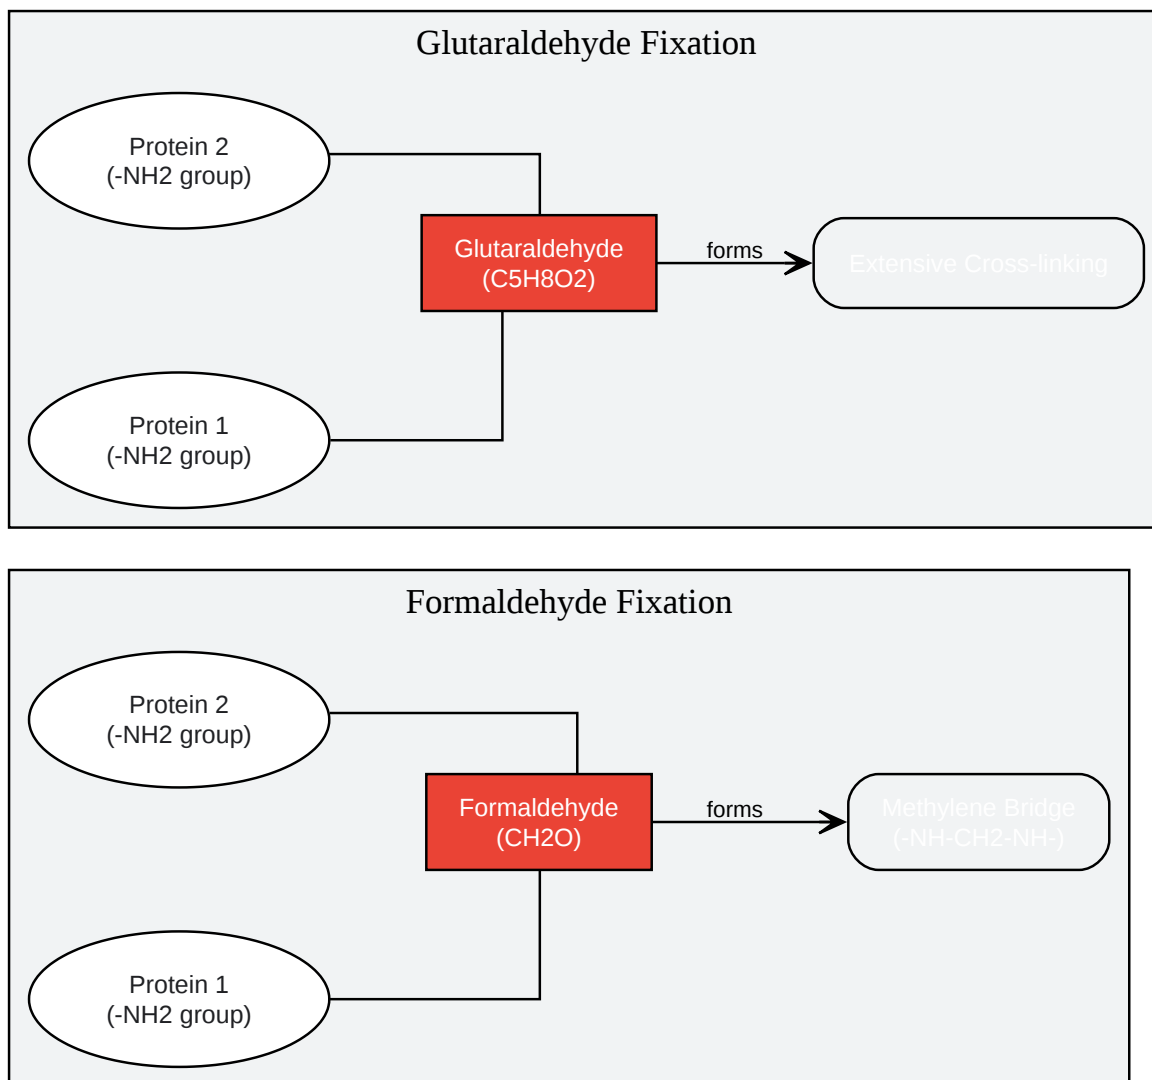 Glutaraldehyde Fixation
Protein 2
(-NH2 group)
Glutaraldehyde
(C5H8O2)
forms
Extensive Cross-linking
Protein 1
(-NH2 group)
Formaldehyde Fixation
Protein 2
(-NH2 group)
Formaldehyde
(CH2O)
forms
Methylene Bridge
(-NH-CH2-NH-)
Protein 1
(-NH2 group)